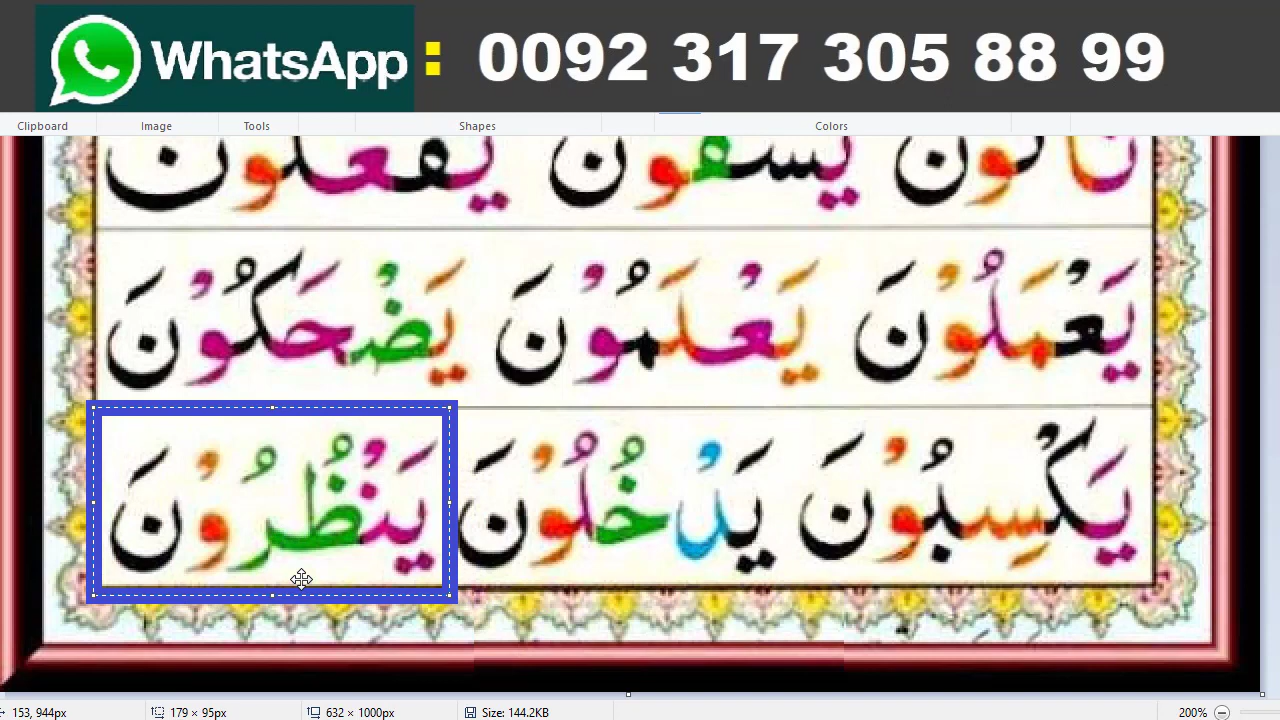 WhatsApp : 0092 317 305 88 99
Clipboard Image Tools Shapes Colors
يَسْفُوْنَ يَفْعَلُوْنَ
يَعْمَلُوْنَ يَعْلَمُوْنَ يَضْحَكُوْنَ
يَكْسِبُوْنَ يَدْخُلُوْنَ يَنْظُرُوْنَ
153, 944px 179 × 95px 632 × 1000px Size: 144.2KB 200%